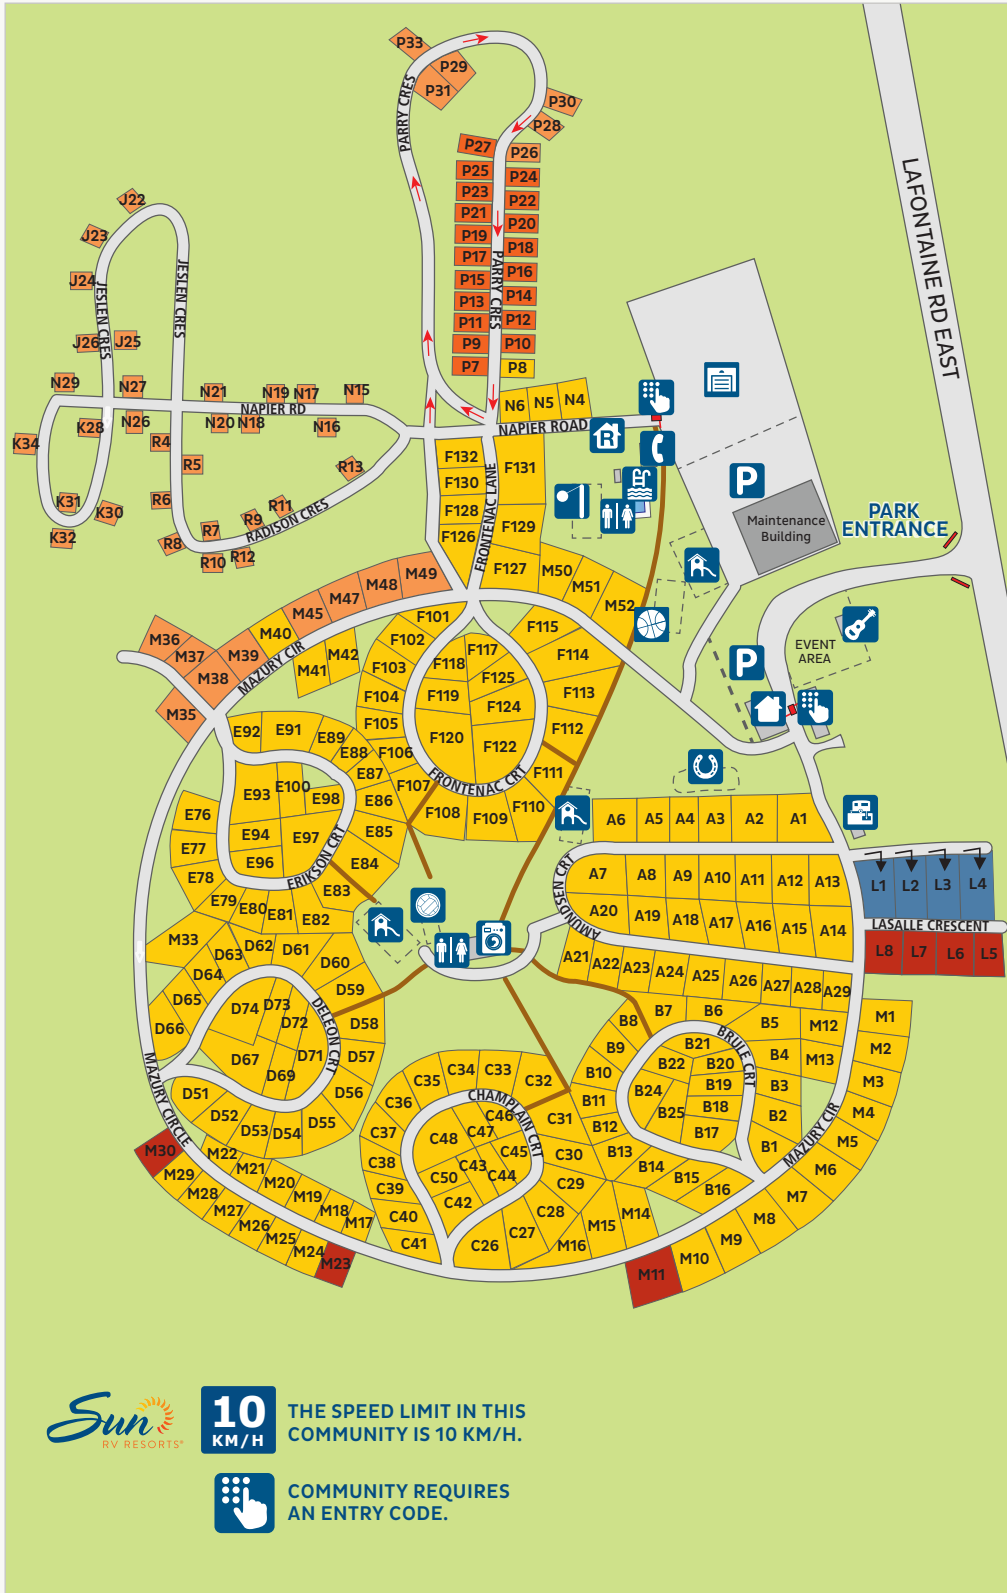 P33
P29
P31
PARRY CRES
P30
P28
P27
P26
P25
P24
P23
P22
P21
P20
P19
P18
P17
P16
P15
P14
P13
P12
P11
P10
P9
P7
P8
PARRY CRES
LAFONTAINE RD EAST
J22
J23
J24
JESLEN CRES
JESLEN CRES
J26
J25
N29
N27
N21
N19
N17
N15
NAPIER RD
K28
N26
N20
N18
N16
K34
R4
R5
R13
K31
K30
K32
R6
R7
R9
R11
RADISON CRES
R8
R10
R12
N6
N5
N4
NAPIER ROAD
R
P
Maintenance
Building
PARK
ENTRANCE
F132
F130
F128
F126
F131
F129
F127
FRONTENAC LANE
M50
M51
M52
M49
M48
M47
M45
M40
M39
M36
M37
M38
M35
M41
M42
MAZURY CIR
F101
F102
F103
F104
F105
F106
F107
F108
F109
F110
F111
F112
F113
F114
F115
F117
F118
F119
F120
F122
F124
F125
FRONTENAC CRT
EVENT
AREA
P
E92
E91
E89
E88
E87
E86
E85
E84
E83
E82
E81
E80
E79
E78
E77
E76
E93
E100
E98
E94
E97
E96
ERIKSON CRT
A6
A5
A4
A3
A2
A1
A7
A8
A9
A10
A11
A12
A13
A20
A19
A18
A17
A16
A15
A14
AMUNDSEN CRT
AMUNDSEN
A21
A22
A23
A24
A25
A26
A27
A28
A29
L1
L2
L3
L4
LASALLE CRESCENT
L8
L7
L6
L5
M33
D66
D65
D64
D63
D62
D61
D60
D59
D58
D57
D56
D55
D54
D53
D52
D51
D74
D73
D72
D71
D69
D67
DELEON CRT
MAZURY CIRCLE
B8
B7
B6
B5
B4
B3
B2
B1
B9
B10
B11
B12
B13
B14
B15
B16
B21
B22
B20
B19
B18
B17
B24
B25
BRULE CRT
M12
M13
M1
M2
M3
M4
M5
M6
M7
M8
M9
M10
M11
MAZURY CIR
C35
C34
C33
C32
C36
C37
C38
C39
C40
C41
C31
C30
C29
C28
C27
C26
C46
C47
C48
C45
C44
C43
C50
C42
CHAMPLAIN CRT
M14
M15
M16
M30
M29
M28
M27
M26
M25
M24
M23
M22
M21
M20
M19
M18
M17
Sun
RV RESORTS®
10
KM/H
THE SPEED LIMIT IN THIS
COMMUNITY IS 10 KM/H.
COMMUNITY REQUIRES
AN ENTRY CODE.